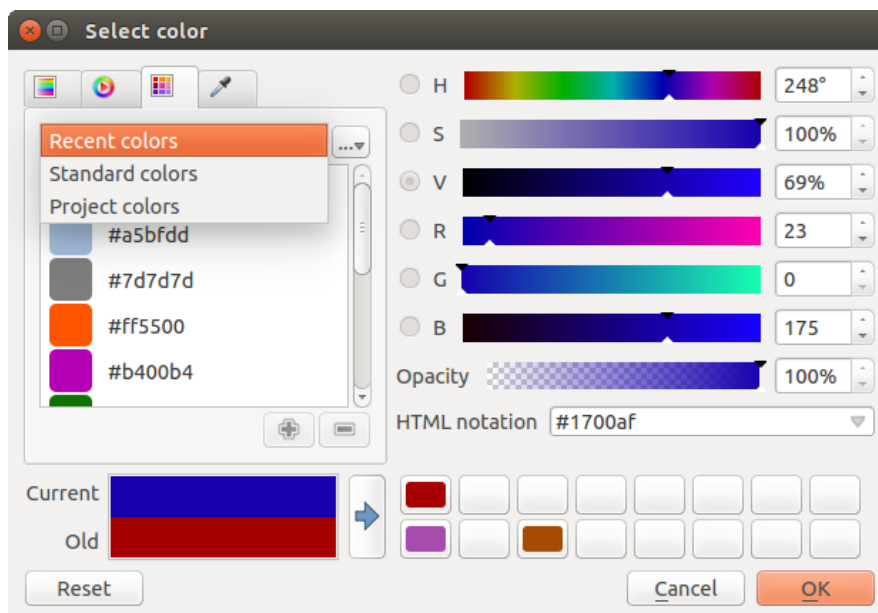 Select color
Recent colors
...
Standard colors
Project colors
#a5bfdd
#7d7d7d
#ff5500
#b400b4
H 248°
S 100%
V 69%
R 23
G 0
B 175
Opacity 100%
HTML notation #1700af
Current
Old
Reset
Cancel
OK